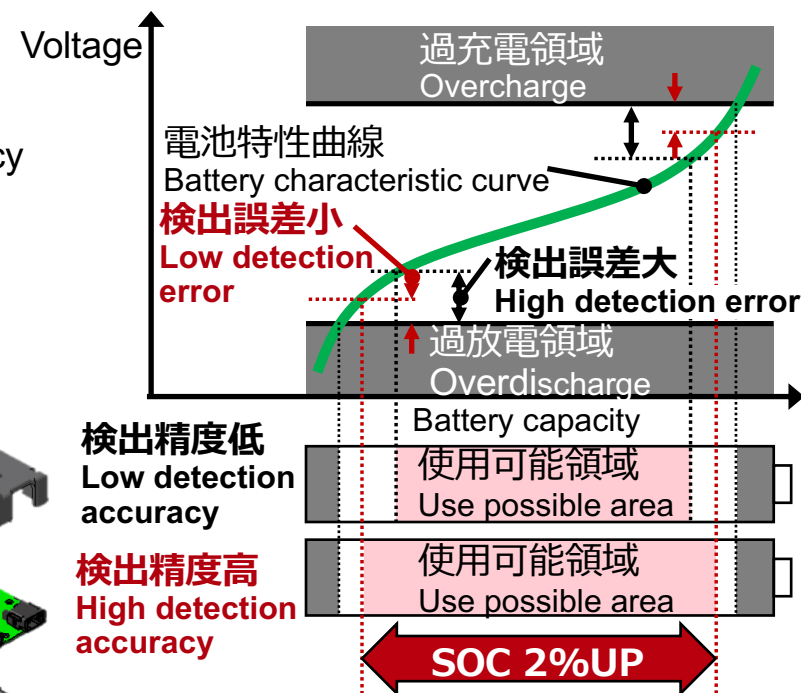 Voltage
過充電領域
Overcharge
cy
電池特性曲線
Battery characteristic curve
検出誤差小
Low detection
error
検出誤差大
High detection error
過放電領域
Overdischarge
Battery capacity
検出精度低
Low detection
accuracy
使用可能領域
Use possible area
検出精度高
High detection
accuracy
使用可能領域
Use possible area
SOC 2%UP